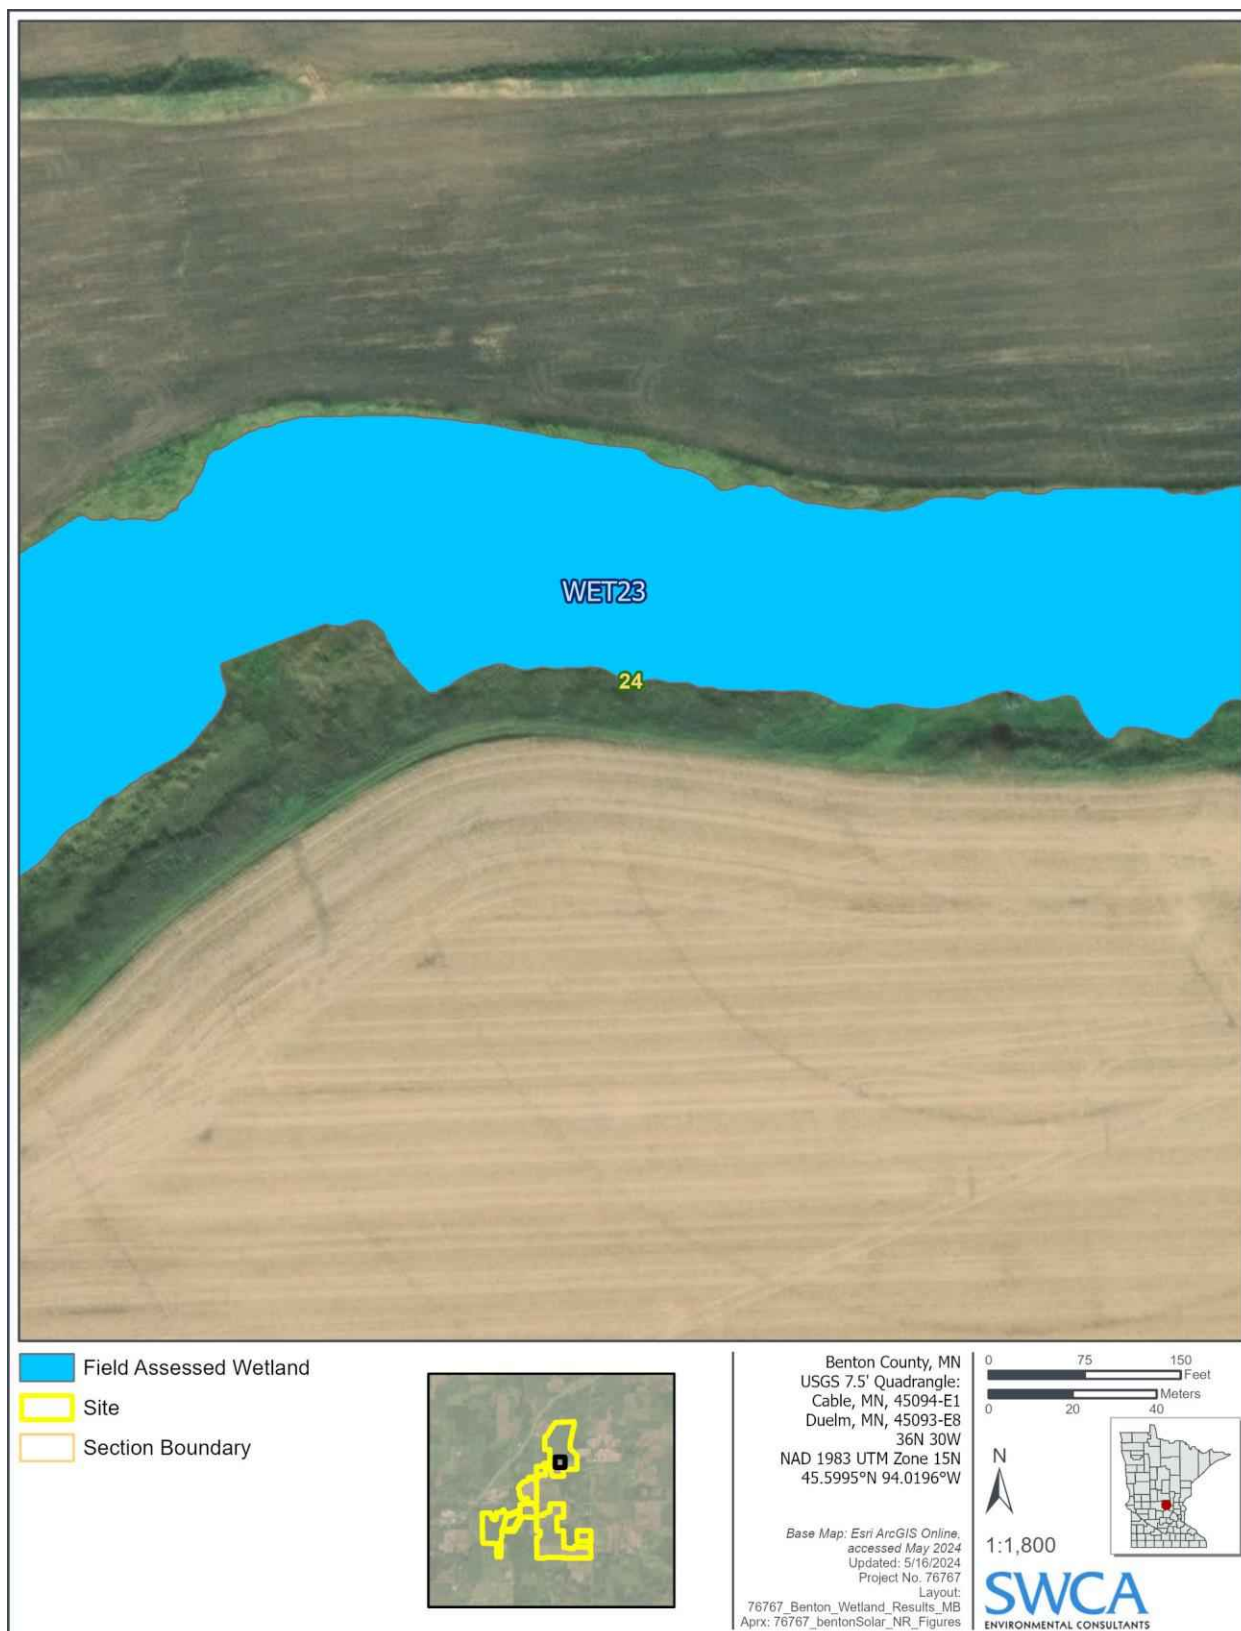 WET23
24
Field Assessed Wetland
Site
Section Boundary
Benton County, MN
USGS 7.5' Quadrangle:
Cable, MN, 45094-E1
Duelm, MN, 45093-E8
36N 30W
NAD 1983 UTM Zone 15N
45.5995°N 94.0196°W
Base Map: Esri ArcGIS Online,
accessed May 2024
Updated: 5/16/2024
Project No. 76767
Layout:
76767_Benton_Wetland_Results_MB
Aprx: 76767_bentonSolar_NR_Figures
0 75 150
Feet
Meters
0 20 40
N
1:1,800
SWCA
ENVIRONMENTAL CONSULTANTS